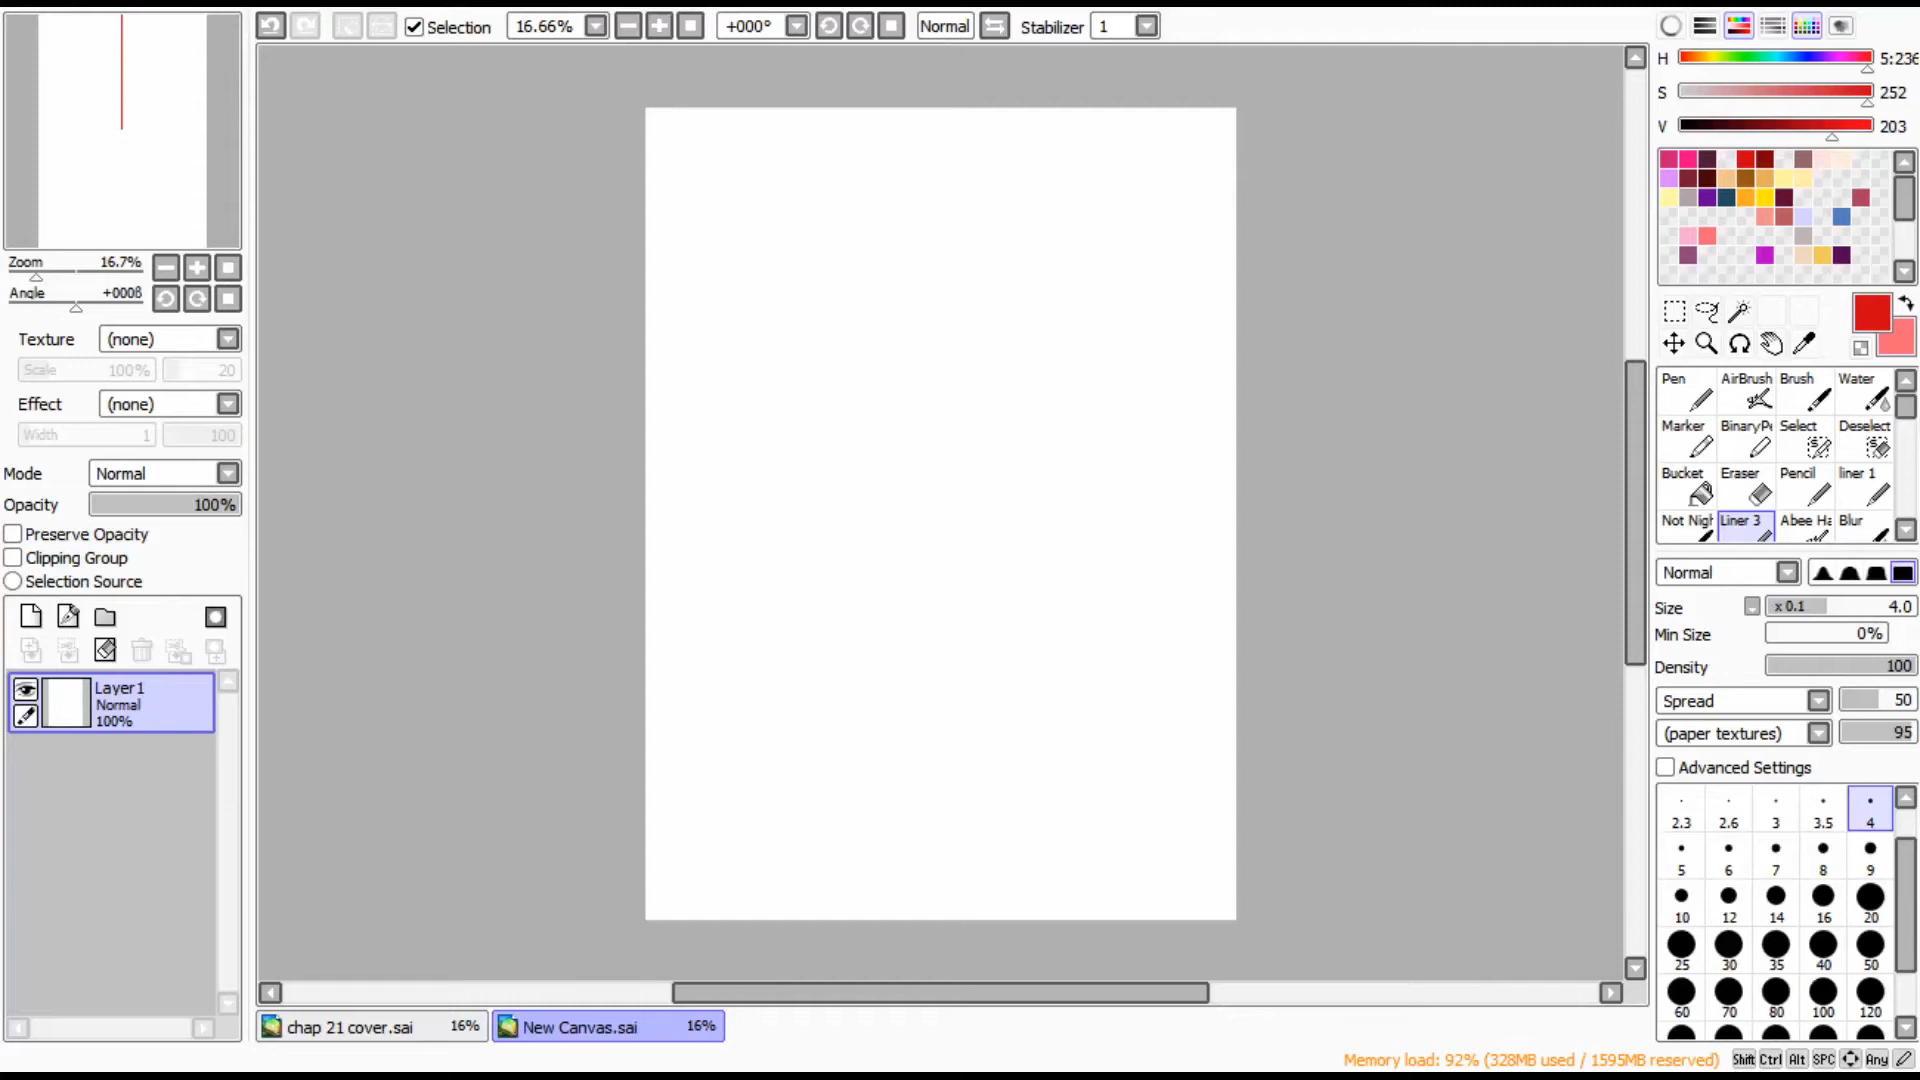 Selection 16.66% +000° Normal Stabilizer 1
H 5:236
S 252
V 203
Zoom 16.7%
Angle +000ß
Texture (none)
Scale 100% 20
Effect (none)
Width 1 100
Mode Normal
Opacity 100%
Preserve Opacity
Clipping Group
Selection Source
Layer1
Normal
100%
Pen AirBrush Brush Water
Marker BinaryPe Select Deselect
Bucket Eraser Pencil liner 1
Not Nigh Liner 3 Abee Ha Blur
Normal
Size x 0.1 4.0
Min Size 0%
Density 100
Spread 50
(paper textures) 95
Advanced Settings
2.3 2.6 3 3.5 4
5 6 7 8 9
10 12 14 16 20
25 30 35 40 50
60 70 80 100 120
chap 21 cover.sai 16% New Canvas.sai 16%
Memory load: 92% (328MB used / 1595MB reserved) Shift Ctrl Alt SPC Any